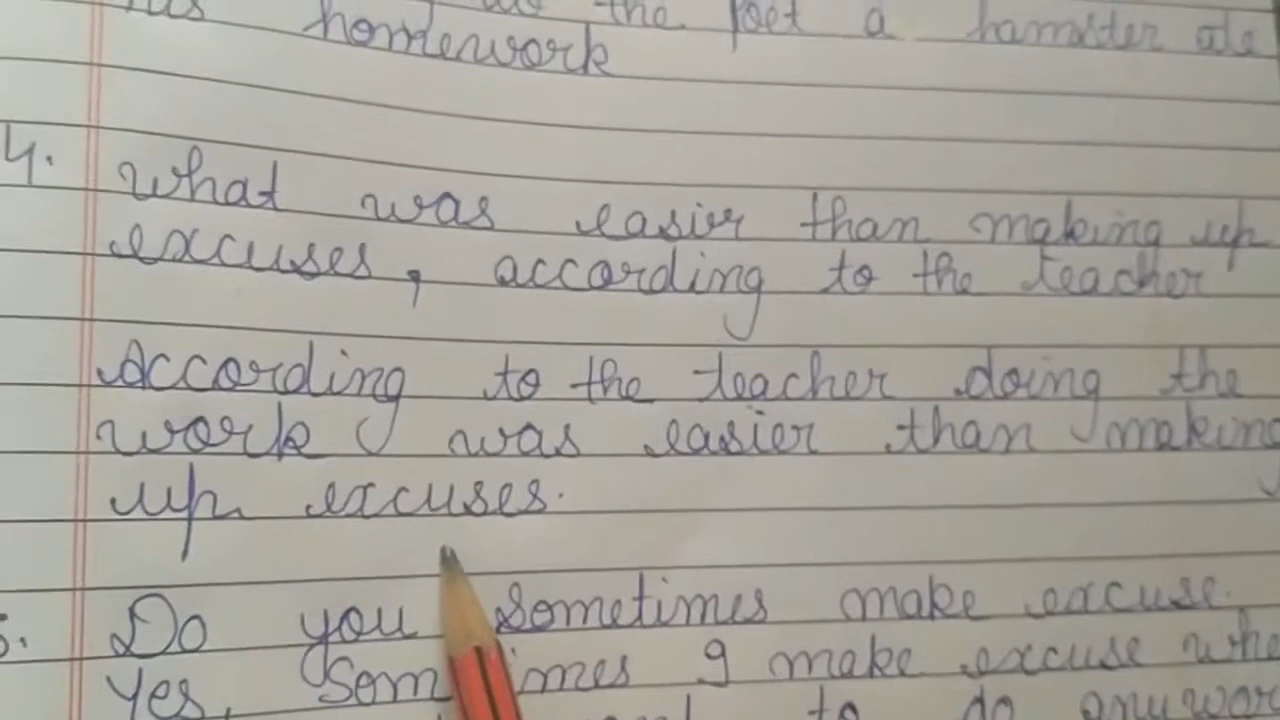 the poet a hamster ate
homework
4. What was easier than making up
excuses, according to the teacher
According to the teacher doing the
work was easier than making
up excuses.
Do you sometimes make excuse.
Yes, I make excuse
to do